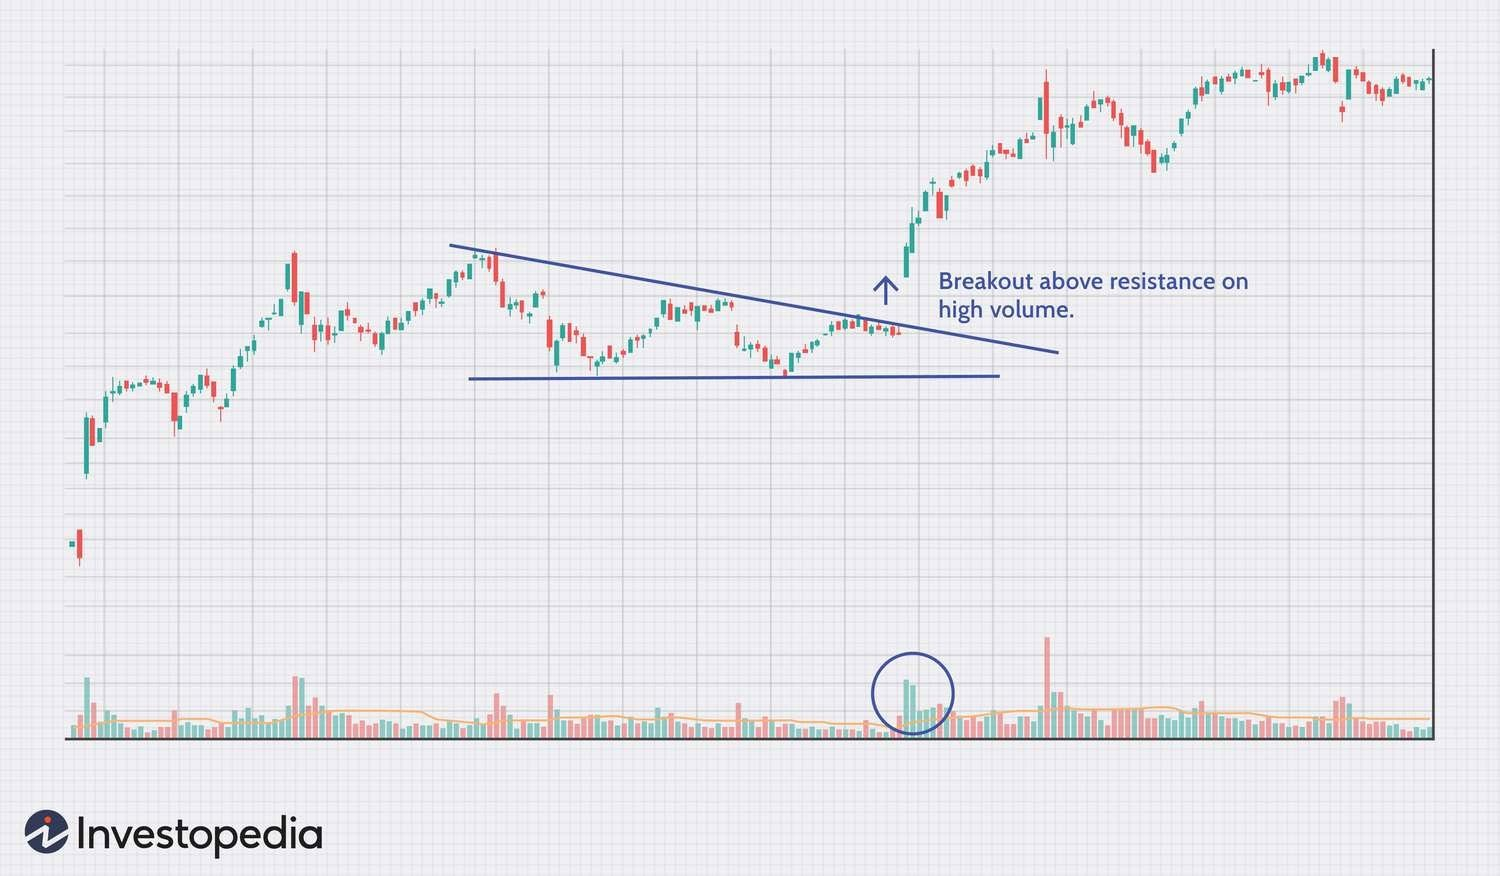 Breakout above resistance on
high volume.
Investopedia